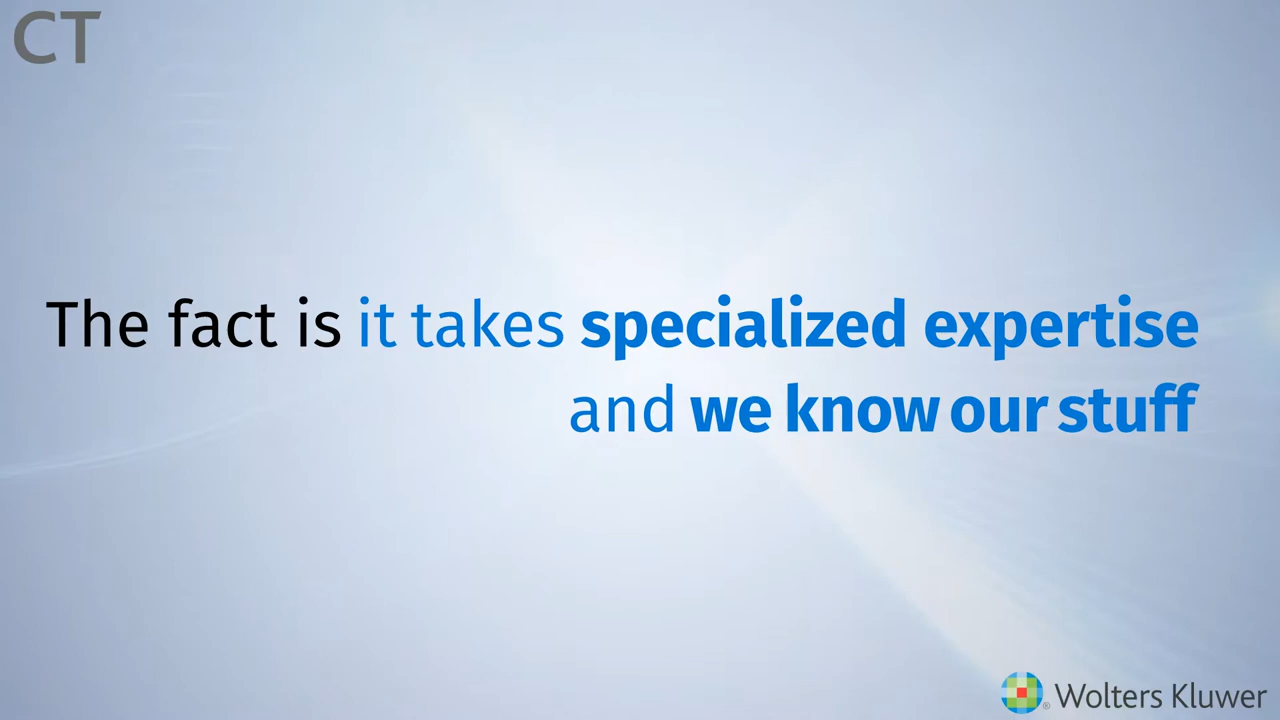 CT
The fact is it takes specialized expertise
and we know our stuff
® Wolters Kluwer